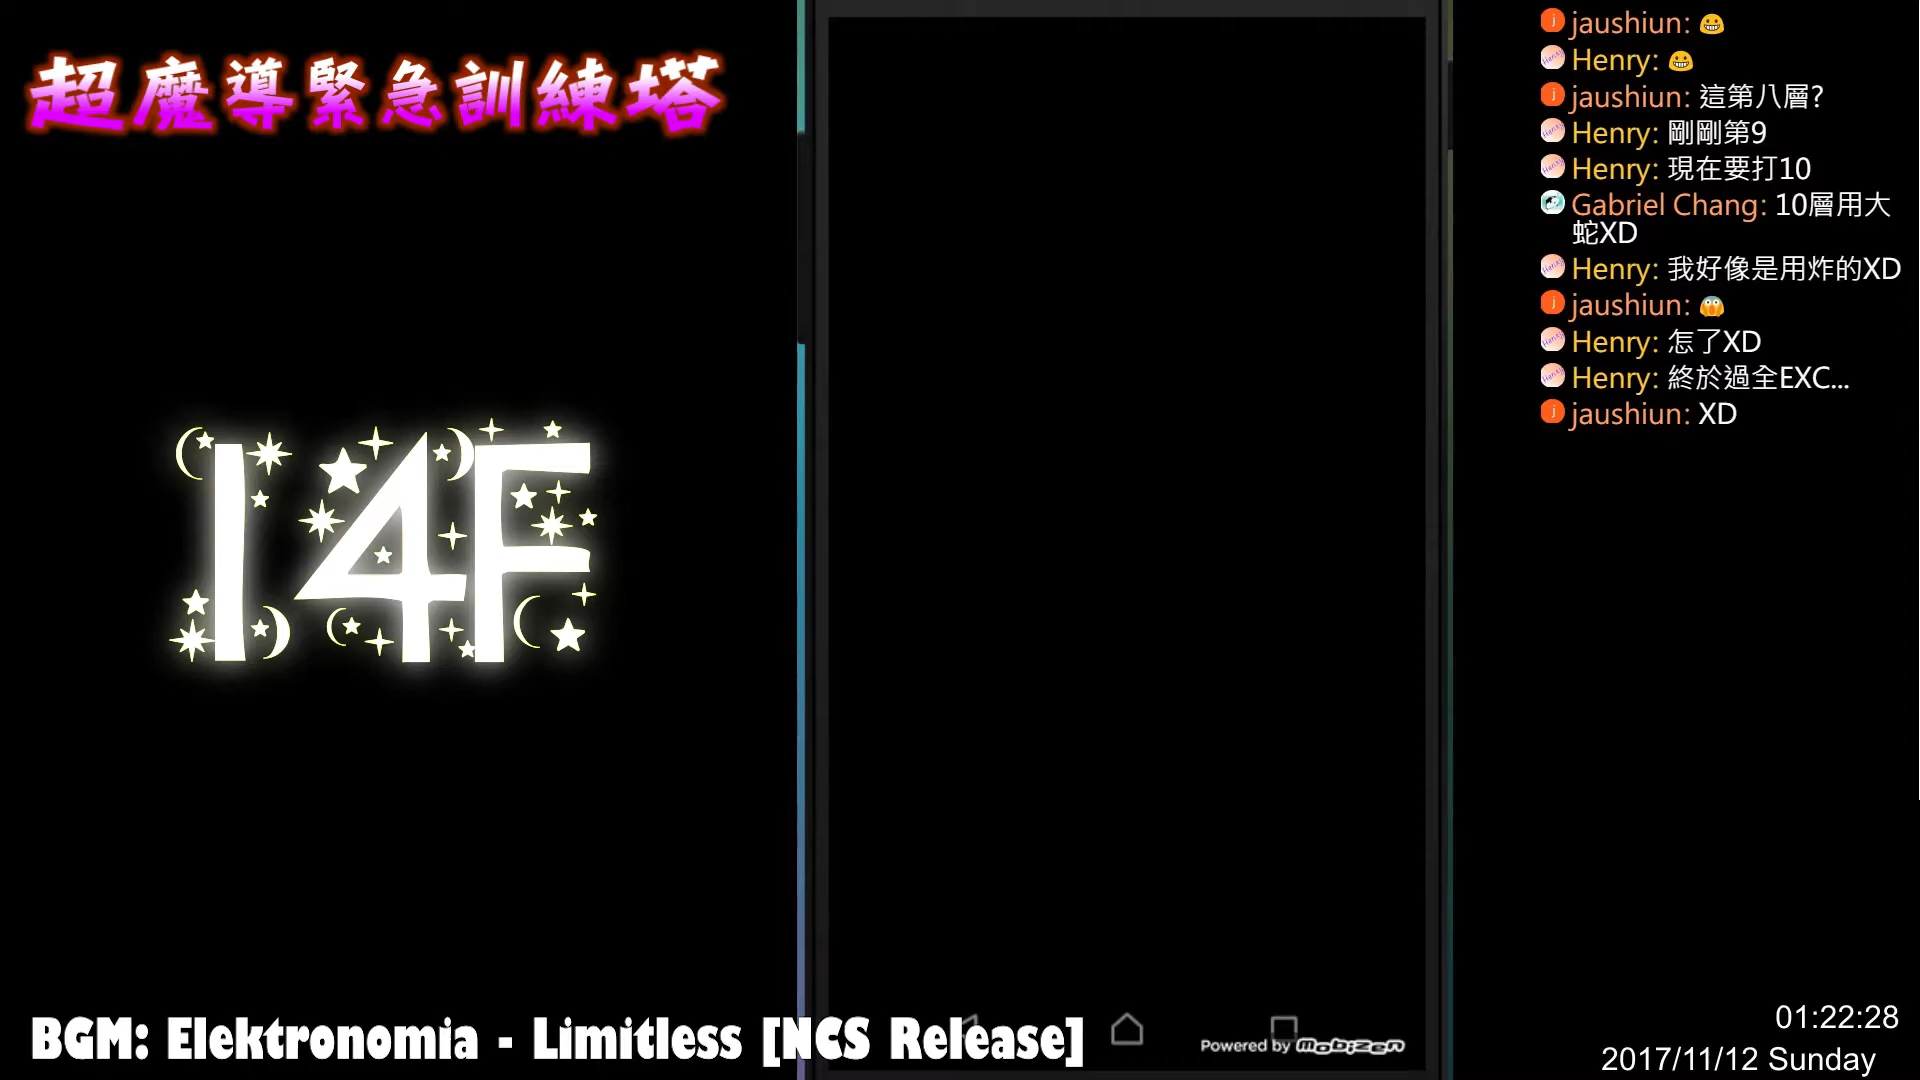 超魔導緊急訓練塔
14F
BGM: Elektronomia - Limitless [NCS Release]
Powered by mobizen
jaushiun: 😀
Henry: 😀
jaushiun: 這第八層?
Henry: 剛剛第9
Henry: 現在要打10
Gabriel Chang: 10層用大
蛇XD
Henry: 我好像是用炸的XD
jaushiun: 😱
Henry: 怎了XD
Henry: 終於過全EXC...
jaushiun: XD
01:22:28
2017/11/12 Sunday